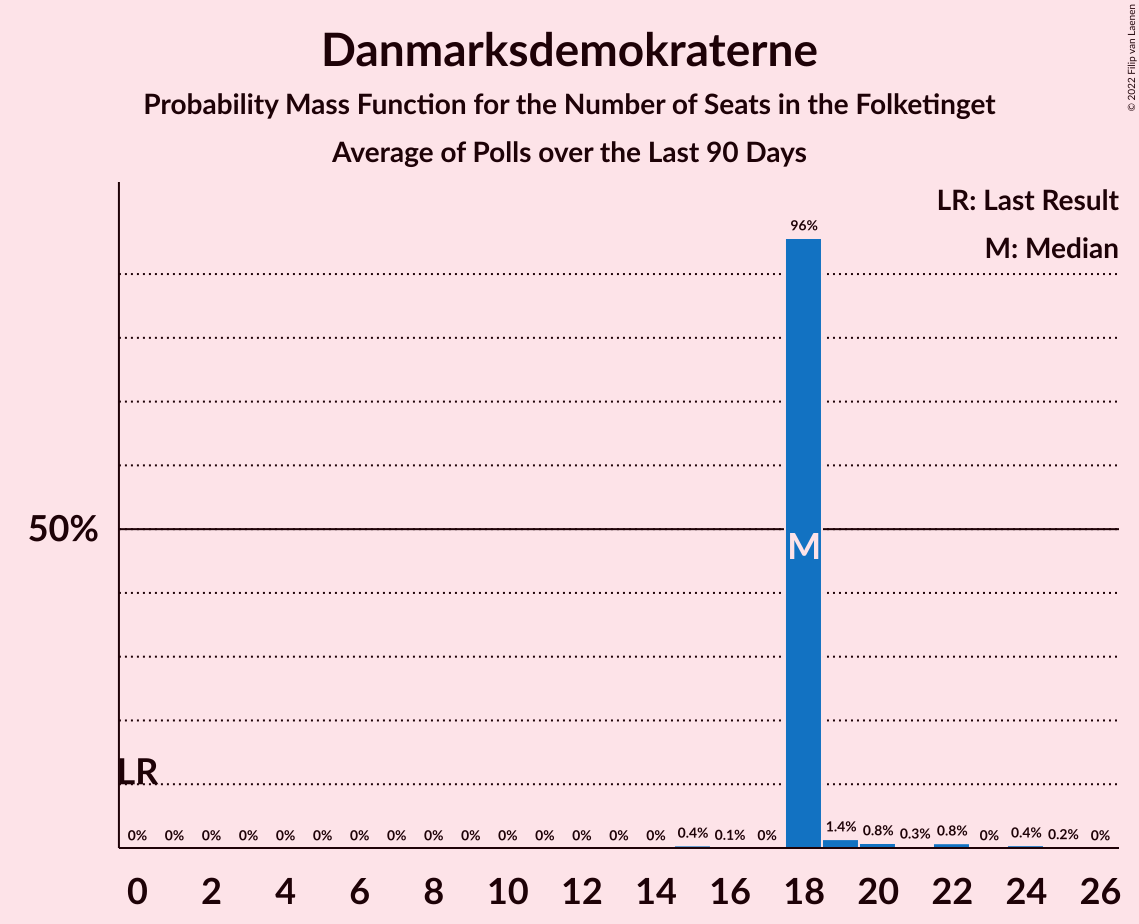 Danmarksdemokraterne
Probability Mass Function for the Number of Seats in the Folketinget
Average of Polls over the Last 90 Days
© 2022 Filip van Laenen
LR: Last Result
M: Median
96%
50%
M
LR
0% 0% 0% 0% 0% 0% 0% 0% 0% 0% 0% 0% 0% 0% 0% 0.4% 0.1% 0% 1.4% 0.8% 0.3% 0.8% 0% 0.4% 0.2% 0%
0 2 4 6 8 10 12 14 16 18 20 22 24 26